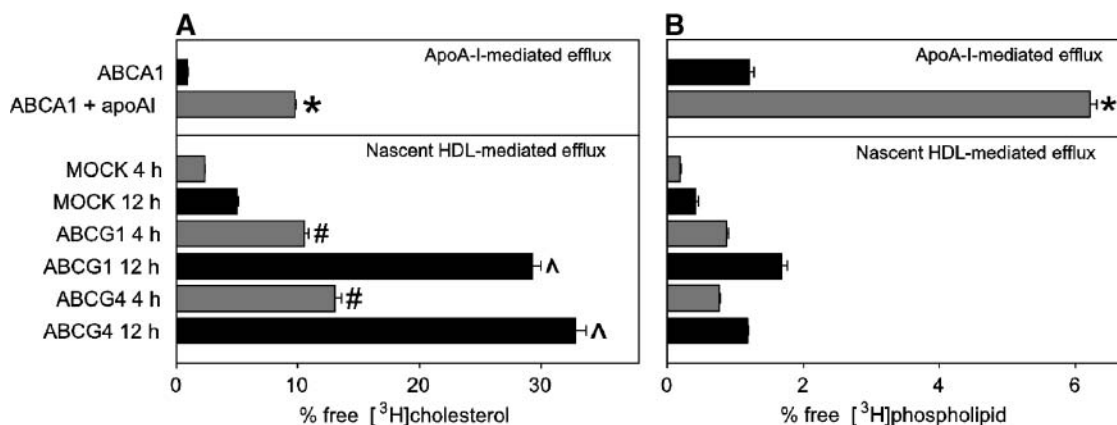 A
B
ApoA-I-mediated efflux
ApoA-I-mediated efflux
ABCA1
ABCA1 + apoAI
*
*
Nascent HDL-mediated efflux
Nascent HDL-mediated efflux
MOCK 4 h
MOCK 12 h
ABCG1 4 h
#
ABCG1 12 h
^
ABCG4 4 h
#
ABCG4 12 h
^
0 10 20 30
0 2 4 6
% free [³H]cholesterol
% free [³H]phospholipid